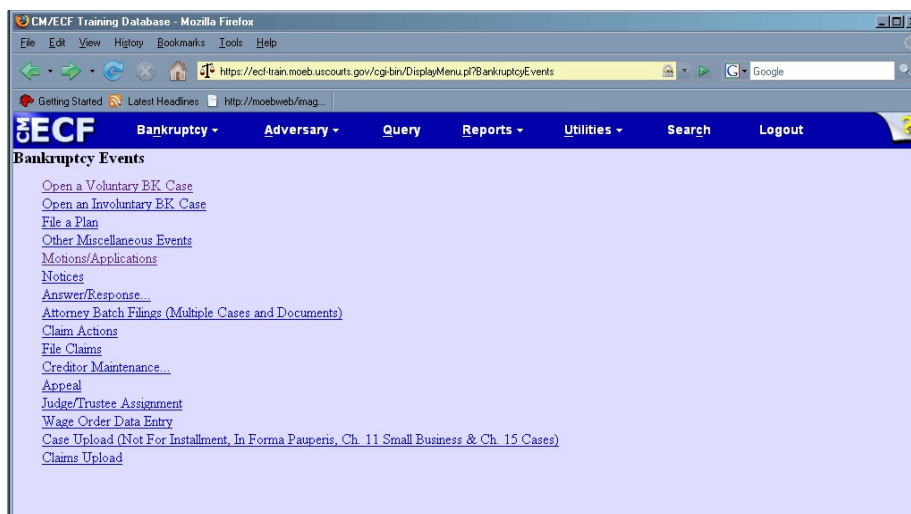 CM/ECF Training Database - Mozilla Firefox
File Edit View History Bookmarks Tools Help
https://ecf-train.moeb.uscourts.gov/cgi-bin/DisplayMenu.pl?BankruptcyEvents G Google
Getting Started Latest Headlines http://moebweb/imag...
CM ECF Bankruptcy Adversary Query Reports Utilities Search Logout ?
Bankruptcy Events
Open a Voluntary BK Case
Open an Involuntary BK Case
File a Plan
Other Miscellaneous Events
Motions/Applications
Notices
Answer/Response...
Attorney Batch Filings (Multiple Cases and Documents)
Claim Actions
File Claims
Creditor Maintenance...
Appeal
Judge/Trustee Assignment
Wage Order Data Entry
Case Upload (Not For Installment, In Forma Pauperis, Ch. 11 Small Business & Ch. 15 Cases)
Claims Upload